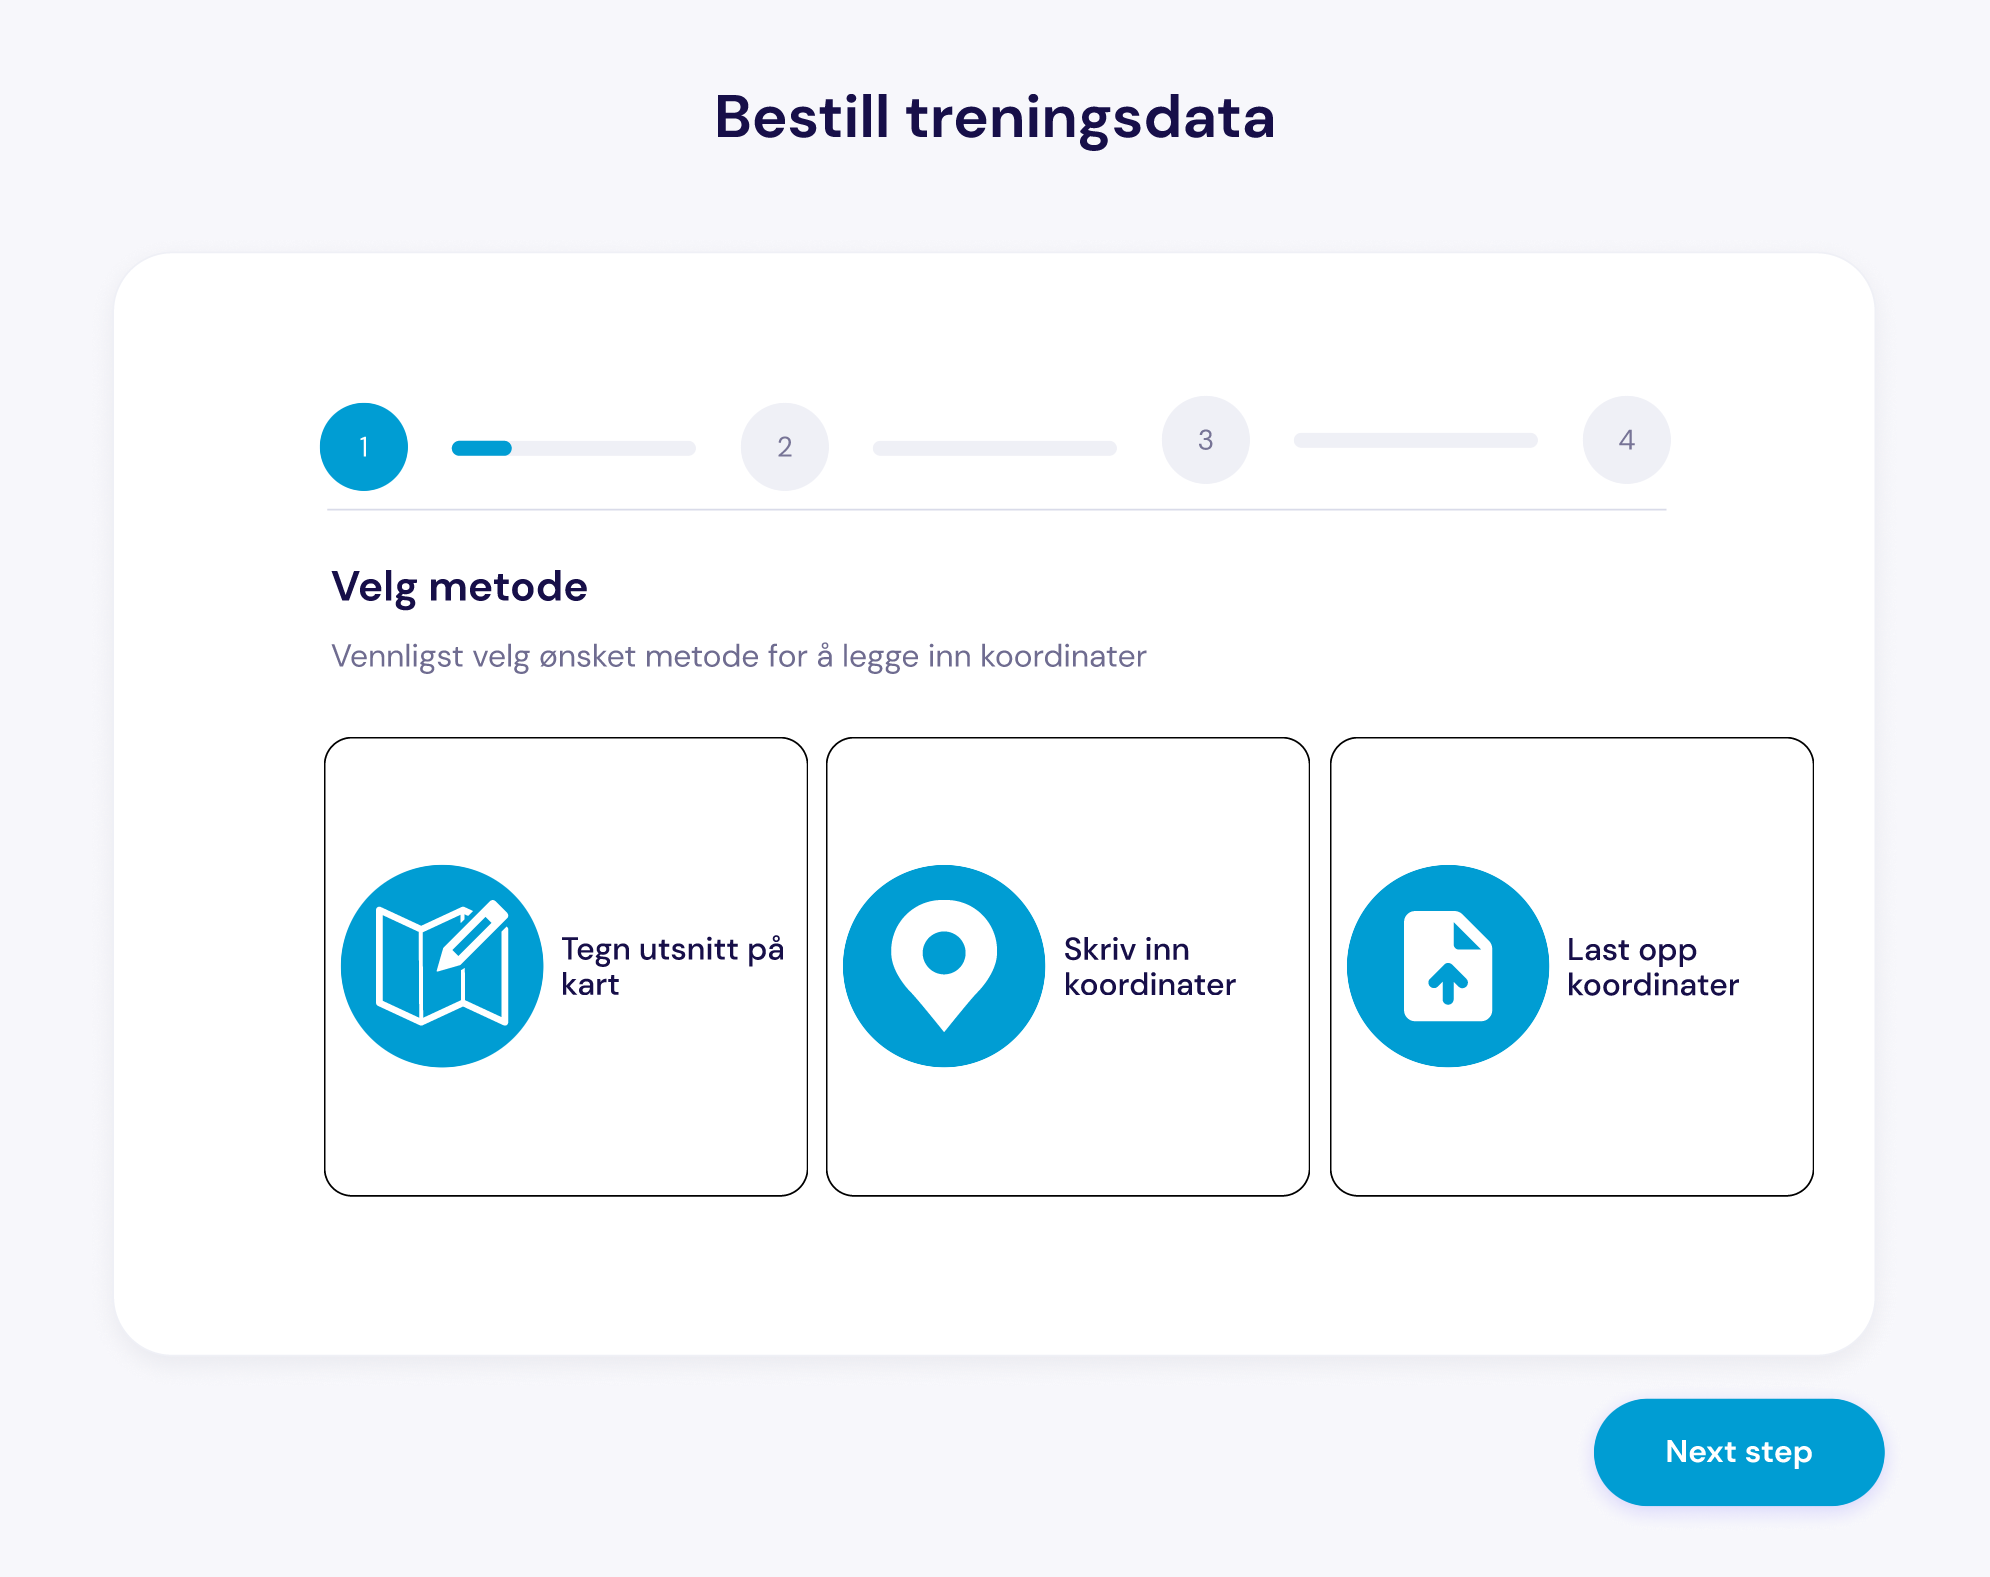 Bestill treningsdata
1
2
3
4
Velg metode
Vennligst velg ønsket metode for å legge inn koordinater
Tegn utsnitt på
kart
Skriv inn
koordinater
Last opp
koordinater
Next step